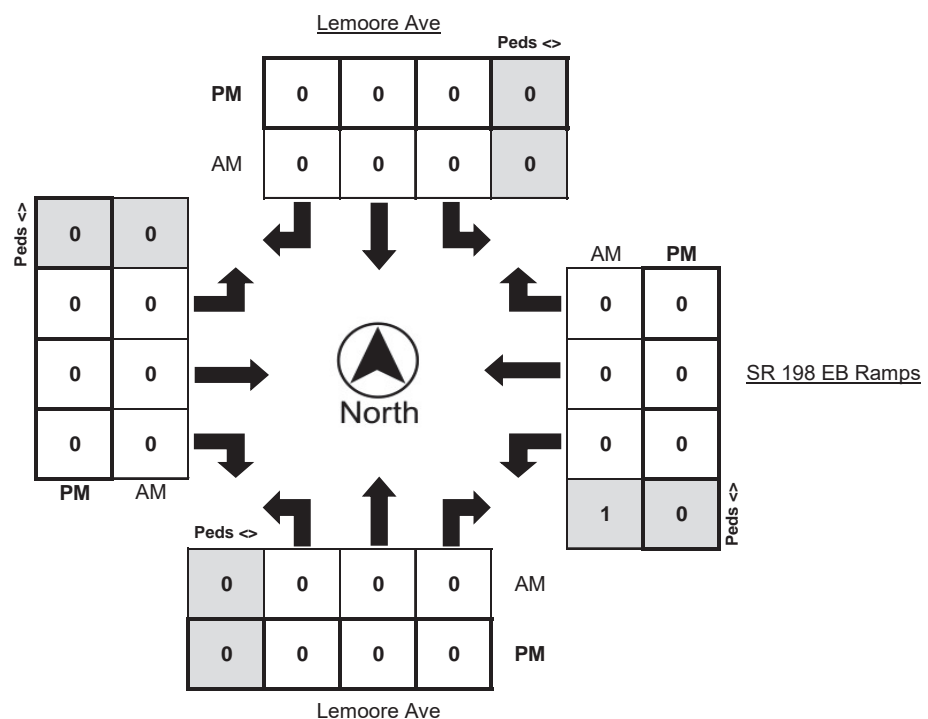 Lemoore Ave
Peds <>
PM 0 0 0 0
AM 0 0 0 0
Peds <>
0 0
0 0
0 0
0 0
PM AM
North
AM PM
0 0
0 0
0 0
1 0
Peds <>
SR 198 EB Ramps
Peds <>
0 0 0 0 AM
0 0 0 0 PM
Lemoore Ave